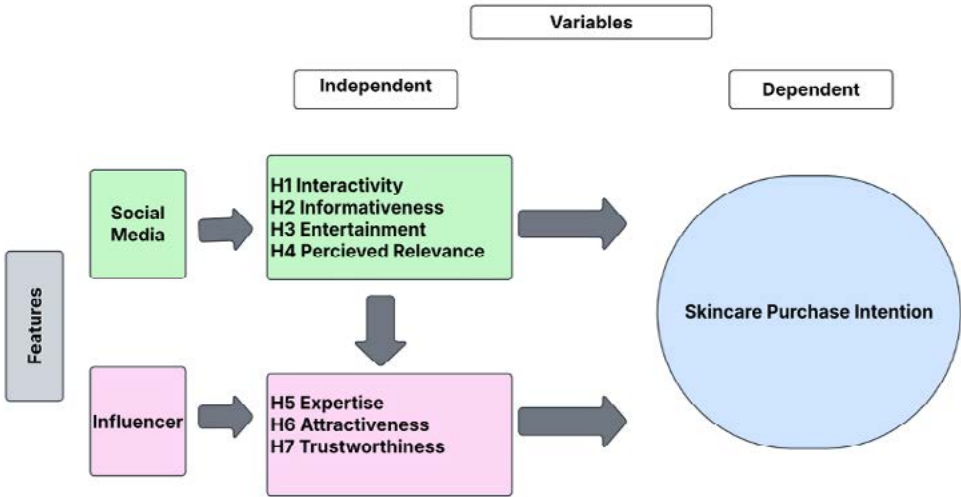 Variables
Independent
Dependent
Features
Social
Media
H1 Interactivity
H2 Informativeness
H3 Entertainment
H4 Percieved Relevance
Skincare Purchase Intention
Influencer
H5 Expertise
H6 Attractiveness
H7 Trustworthiness